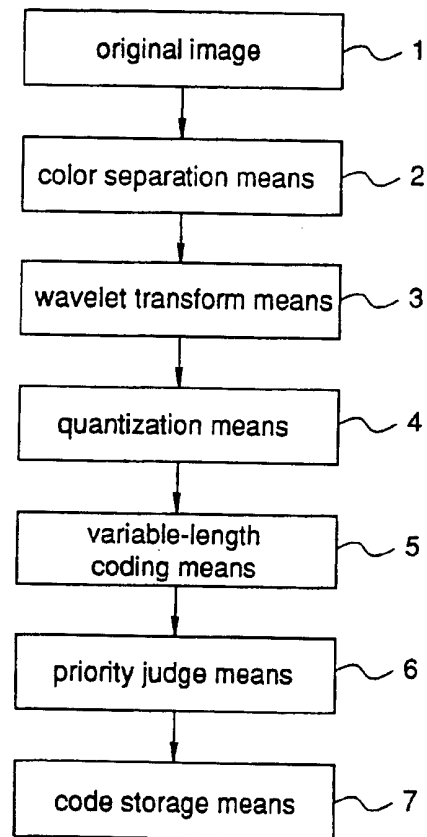 original image 1
color separation means 2
wavelet transform means 3
quantization means 4
variable-length
coding means 5
priority judge means 6
code storage means 7